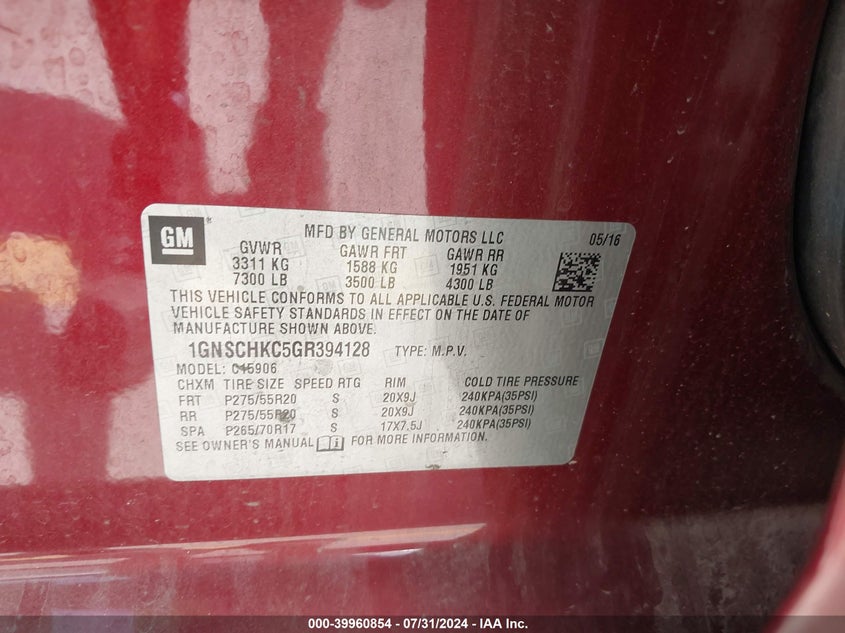 GM
MFD BY GENERAL MOTORS LLC
05/16
GVWR GAWR FRT GAWR RR
3311 KG 1588 KG 1951 KG
7300 LB 3500 LB 4300 LB
THIS VEHICLE CONFORMS TO ALL APPLICABLE U.S. FEDERAL MOTOR
VEHICLE SAFETY STANDARDS IN EFFECT ON THE DATE OF
MANUFACTURE SHOWN ABOVE.
1GNSCHKC5GR394128 TYPE: M.P.V.
MODEL: C15906
CHXM TIRE SIZE SPEED RTG RIM COLD TIRE PRESSURE
FRT P275/55R20 S 20X9J 240KPA(35PSI)
RR P275/55R20 S 20X9J 240KPA(35PSI)
SPA P265/70R17 S 17X7.5J 240KPA(35PSI)
SEE OWNER'S MANUAL FOR MORE INFORMATION.
000-39960854 - 07/31/2024 - IAA Inc.